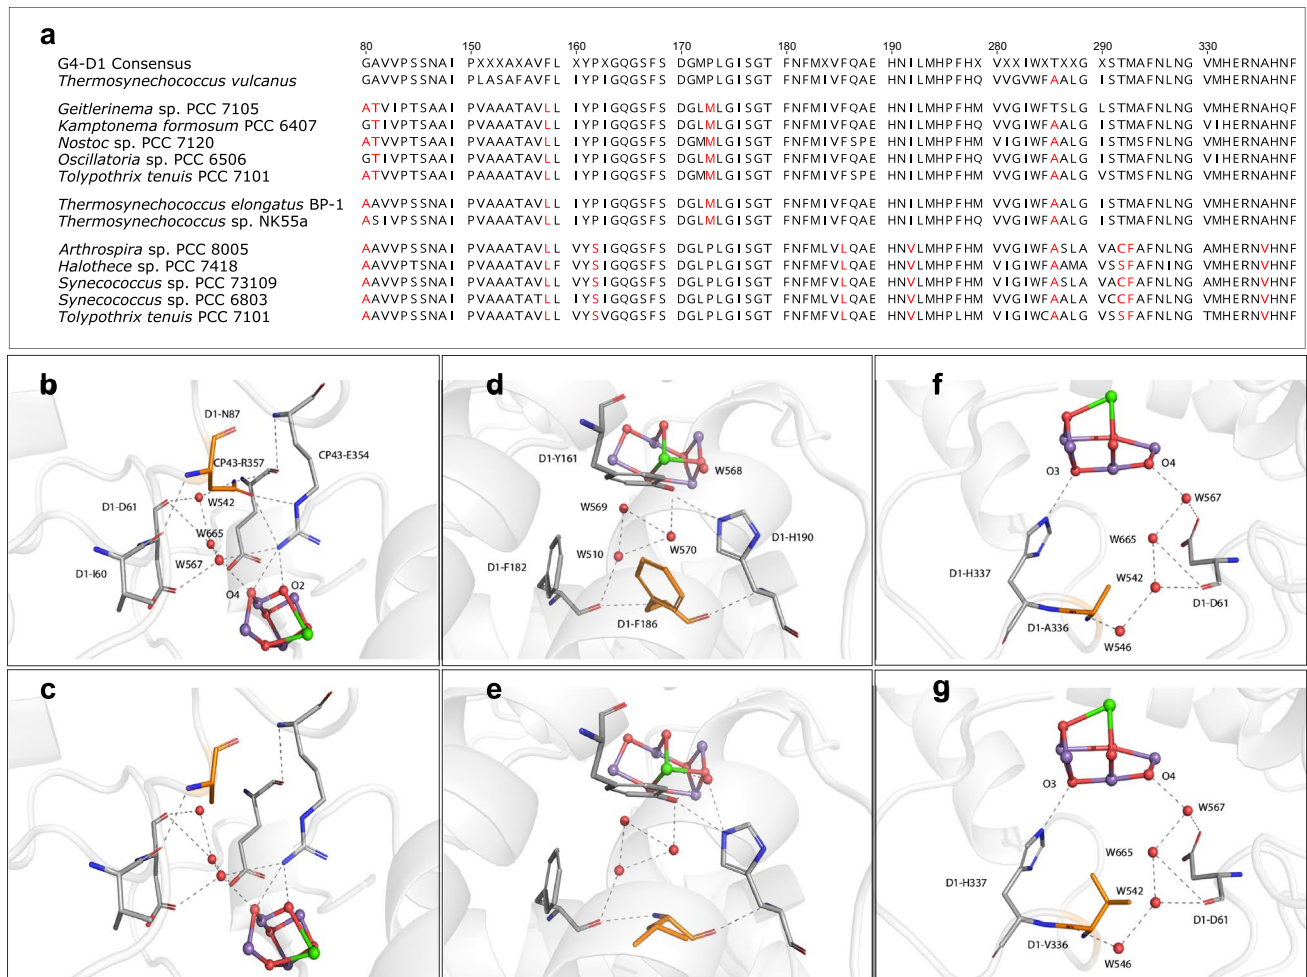 a
80 150 160 170 190 280 290 330
G4-D1 Consensus GAVVPSSNAI PXXXAXAVFL XYPXGQGSFS DGMPLGISGT FNFMXVFQAE HNILMHPFHX VXXIWXTXXG XSTMAFNLNG VMHERNAHNF
Thermosynechococcus vulcanus GAVVPSSNAI PLASAFAVFL IYPIGQGSFS DGMPLGISGT FNFMIVFQAE HNILMHPFHQ VVGVWFAALG ISTMAFNLNG VMHERNAHNF
Geitlerinema sp. PCC 7105 ATVIPTSAAI PVAAATAVLL IYPIGQGSFS DGLMLGISGT FNFMIVFQAE HNILMHPFHM VVGIWFTSLG LSTMAFNLNG VMHERNAHQF
Kamptonema formosum PCC 6407 GTIVPTSAAI PVAAATAVLL IYPIGQGSFS DGLMLGISGT FNFMIVFQAE HNILMHPFHQ VVGIWFAALG ISTMAFNLNG VIHERNAHNF
Nostoc sp. PCC 7120 ATVVPTSAAI PVAAATAVLL IYPIGQGSFS DGMMLGISGT FNFMIVFSPE HNILMHPFHM VVGIWFAALG ISTMSFNLNG VMHERNAHNF
Oscillatoria sp. PCC 6506 GTIVPTSAAI PVAAATAVLL IYPIGQGSFS DGLMLGISGT FNFMIVFQAE HNILMHPFHQ VVGIWFAALG ISTMAFNLNG VIHERNAHNF
Tolypothrix tenuis PCC 7101 ATVVPTSAAI PAAAATAVLL IYPIGQGSFS DGMMLGISGT FNFMIVFSPE HNILMHPFHM VVGIWFAALG VSTMSFNLNG VMHERNAHNF
Thermosynechococcus elongatus BP-1 AAVVPSSNAI PVAAATAVLL IYPIGQGSFS DGLMLGISGT FNFMIVFQAE HNILMHPFHM VVGIWFAALG ISTMAFNLNG VMHERNAHNF
Thermosynechococcus sp. NK55a ASIVPSSNAI PVAAATAVLL IYPIGQGSFS DGLMLGISGT FNFMIVFQAE HNILMHPFHQ VVGIWFAALG ISTMAFNLNG VMHERNAHNF
Arthrospira sp. PCC 8005 AAVVPSSNAI PVAAATAVLL VYSIGQGSFS DGLPLGISGT FNFMLVLQAE HNVLMHPFHM VVGIWFASLA VACFAFNLNG AMHERNVHNF
Halothece sp. PCC 7418 AAVVPSSNAI PVAAATAVLF VYSIGQGSFS DGLPLGISGT FNFMFVLQAE HNVLMHPFHM VIGIWFAAMA VSSFAFNLNG VMHERNVHNF
Synecococcus sp. PCC 73109 AAVVPSSNAI PVAAATAVLL VYSIGQGSFS DGLPLGISGT FNFMFVLQAE HNVLMHPFHM VVGIWFASLA VACFAFNLNG AMHERNVHNF
Synecococcus sp. PCC 6803 AAVVPSSNAI PVAAATATLL VYSIGQGSFS DGLPLGISGT FNFMFVLQAE HNVLMHPFHM VVGIWFAALA VCCFAFNLNG VMHERNVHNF
Tolypothrix tenuis PCC 7101 AAVVPSSNAI PVAAATAVLL VYSVGQGSFS DGLPLGISGT FNFMFVLQAE HNVLMHPLHM VIGIWCAALG VSSFAFNLNG TMHERNVHNF
b
D1-N87
CP43-E354
CP43-R357
D1-D61
W542
W665
D1-I60
W567
O4
O2
d
D1-Y161
W568
W569
D1-H190
W570
W510
D1-F182
D1-F186
f
O3
O4
W567
W665
D1-H337
W542
D1-D61
D1-A336
W546
c
e
g
O3
O4
W567
W665
D1-H337
W542
D1-D61
D1-V336
W546